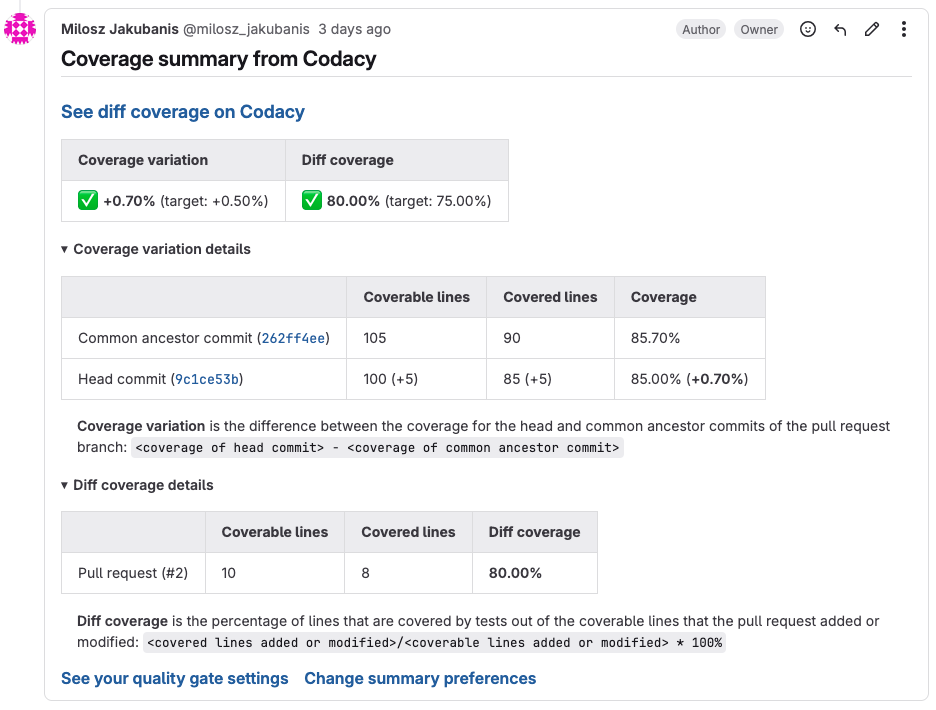 Milosz Jakubanis @milosz_jakubanis 3 days ago Author Owner
Coverage summary from Codacy
See diff coverage on Codacy
Coverage variation Diff coverage
✅ +0.70% (target: +0.50%) ✅ 80.00% (target: 75.00%)
▾ Coverage variation details
Coverable lines Covered lines Coverage
Common ancestor commit (262ff4ee) 105 90 85.70%
Head commit (9c1ce53b) 100 (+5) 85 (+5) 85.00% (+0.70%)
Coverage variation is the difference between the coverage for the head and common ancestor commits of the pull request
branch: <coverage of head commit> - <coverage of common ancestor commit>
▾ Diff coverage details
Coverable lines Covered lines Diff coverage
Pull request (#2) 10 8 80.00%
Diff coverage is the percentage of lines that are covered by tests out of the coverable lines that the pull request added or
modified: <covered lines added or modified>/<coverable lines added or modified> * 100%
See your quality gate settings Change summary preferences